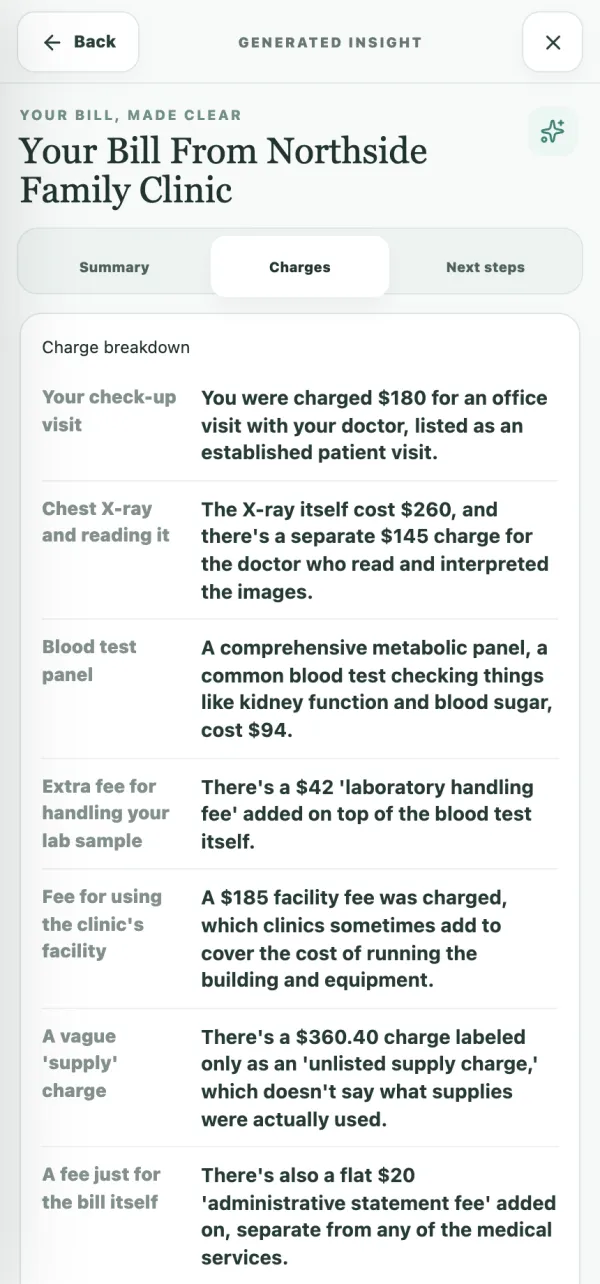 Back
GENERATED INSIGHT
YOUR BILL, MADE CLEAR
Your Bill From Northside
Family Clinic
Summary
Charges
Next steps
Charge breakdown
Your check-up
visit
You were charged $180 for an office
visit with your doctor, listed as an
established patient visit.
Chest X-ray
and reading it
The X-ray itself cost $260, and
there's a separate $145 charge for
the doctor who read and interpreted
the images.
Blood test
panel
A comprehensive metabolic panel, a
common blood test checking things
like kidney function and blood sugar,
cost $94.
Extra fee for
handling your
lab sample
There's a $42 'laboratory handling
fee' added on top of the blood test
itself.
Fee for using
the clinic's
facility
A $185 facility fee was charged,
which clinics sometimes add to
cover the cost of running the
building and equipment.
A vague
'supply'
charge
There's a $360.40 charge labeled
only as an 'unlisted supply charge,'
which doesn't say what supplies
were actually used.
A fee just for
the bill itself
There's also a flat $20
'administrative statement fee' added
on, separate from any of the medical
services.